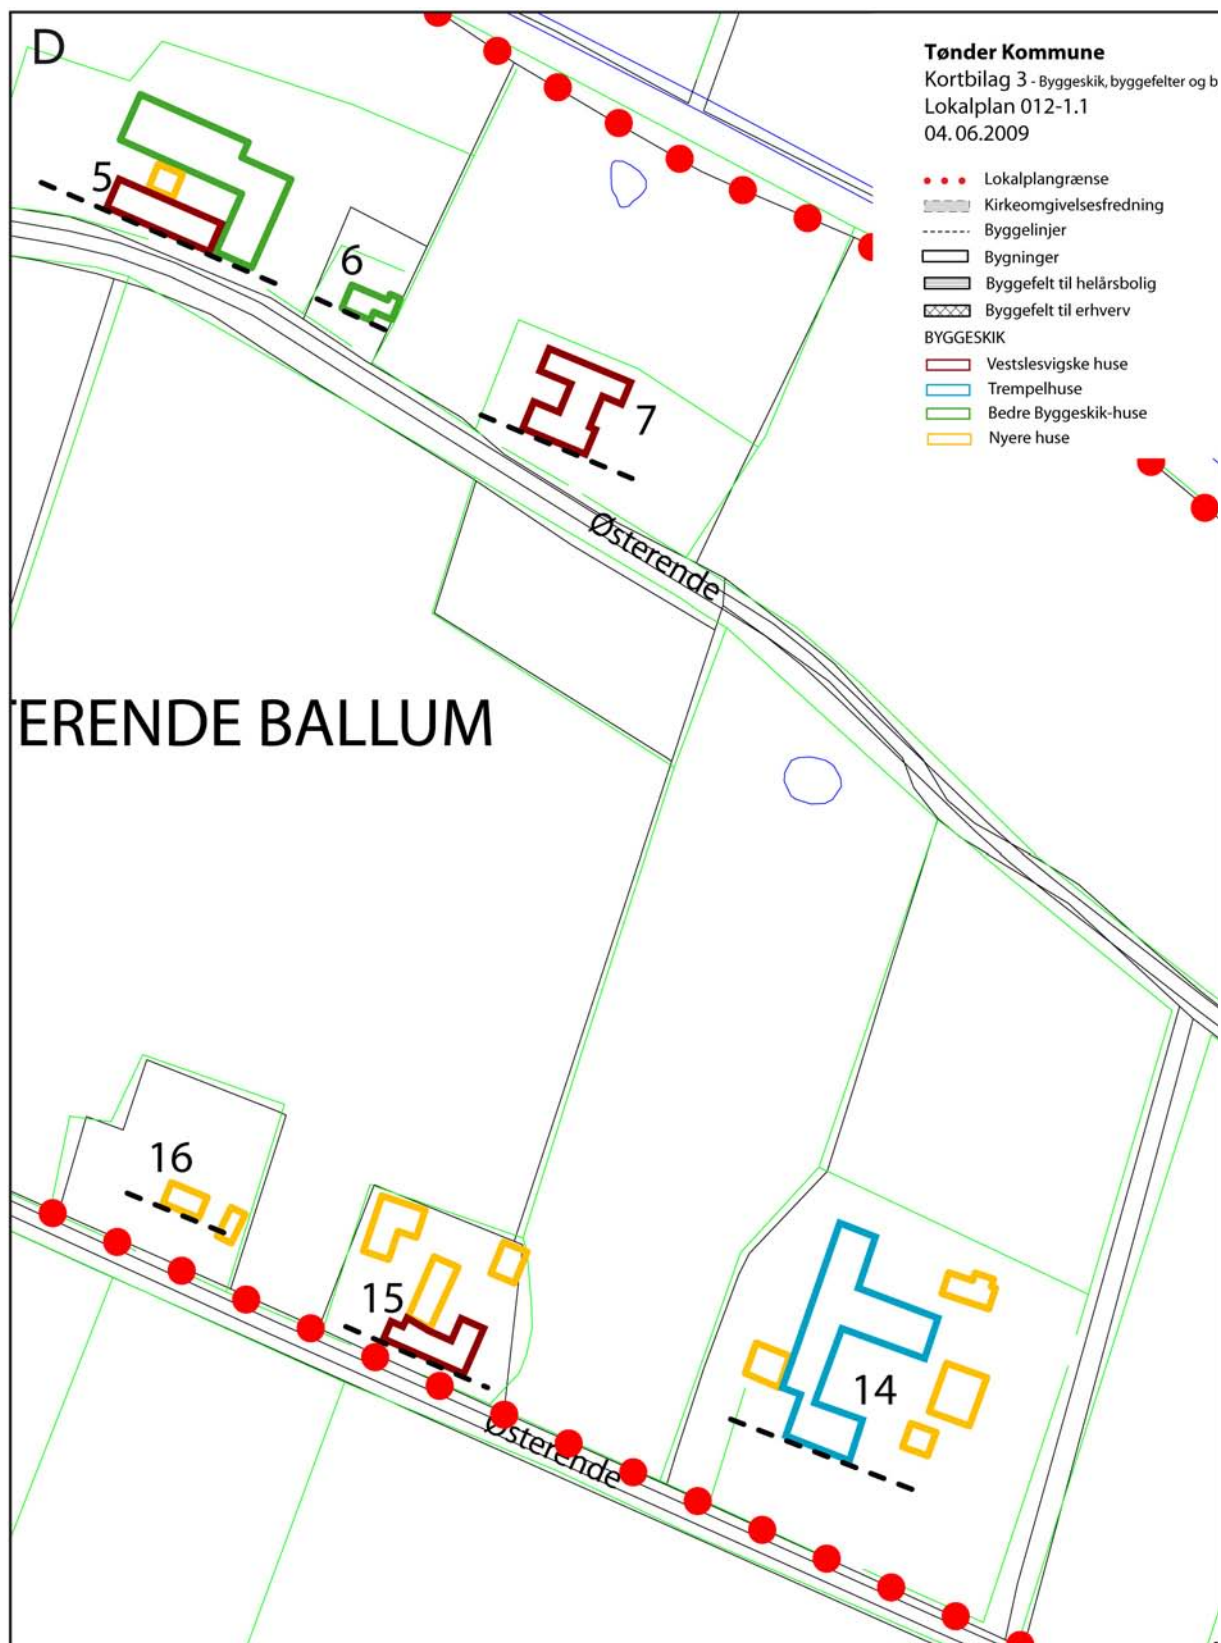 D
Tønder Kommune
Kortbilag 3 - Byggeskik, byggefelter og b
Lokalplan 012-1.1
04.06.2009
Lokalplangrænse
Kirkeomgivelsesfredning
Byggelinjer
Bygninger
Byggefelt til helårsbolig
Byggefelt til erhverv
BYGGESKIK
Vestslesvigske huse
Trempelhuse
Bedre Byggeskik-huse
Nyere huse
5
6
7
Østerende
TERENDE BALLUM
16
15
14
Østerende